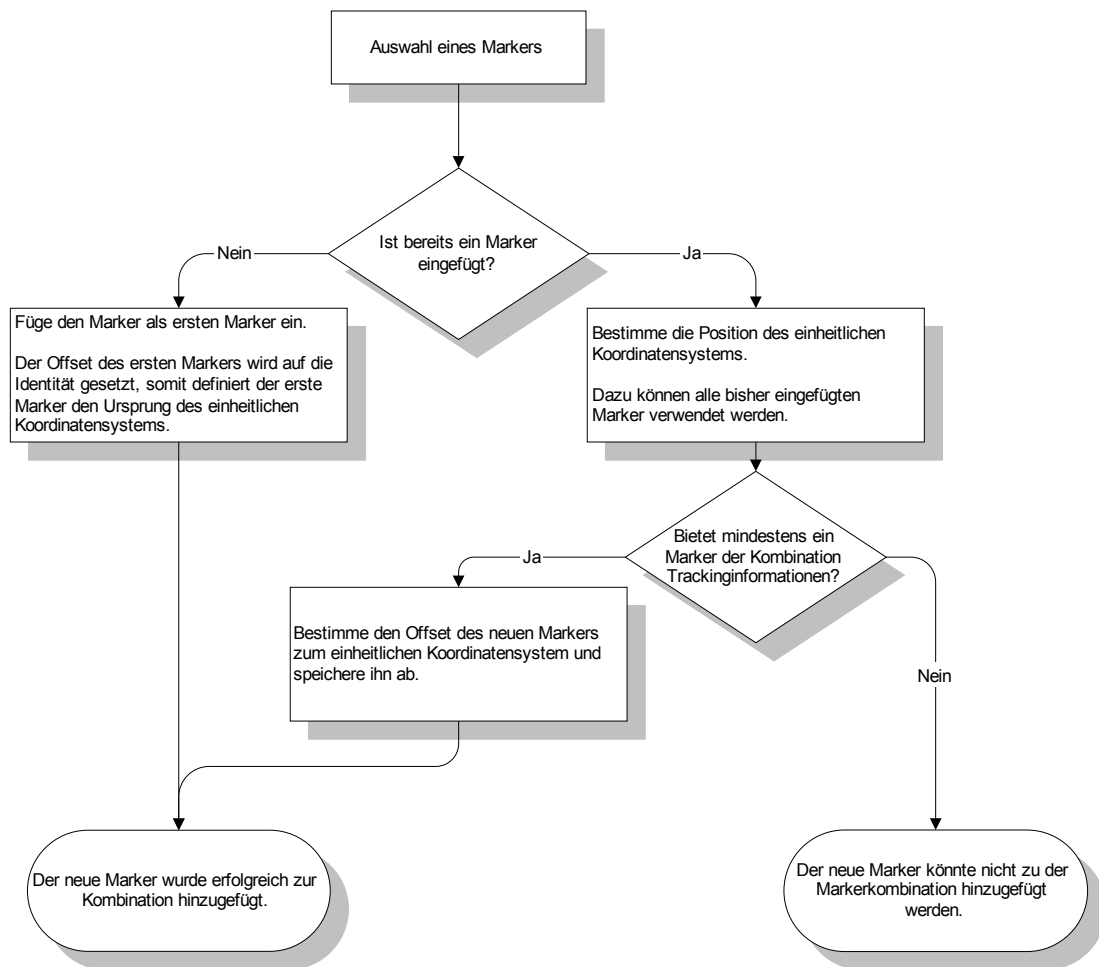 Auswahl eines Markers
Ist bereits ein Marker
eingefügt?
Nein
Ja
Füge den Marker als ersten Marker ein.
Der Offset des ersten Markers wird auf die
Identität gesetzt, somit definiert der erste
Marker den Ursprung des einheitlichen
Koordinatensystems.
Bestimme die Position des einheitlichen
Koordinatensystems.
Dazu können alle bisher eingefügten
Marker verwendet werden.
Bietet mindestens ein
Marker der Kombination
Trackinginformationen?
Ja
Bestimme den Offset des neuen Markers
zum einheitlichen Koordinatensystem und
speichere ihn ab.
Nein
Der neue Marker wurde erfolgreich zur
Kombination hinzugefügt.
Der neue Marker könnte nicht zu der
Markerkombination hinzugefügt
werden.